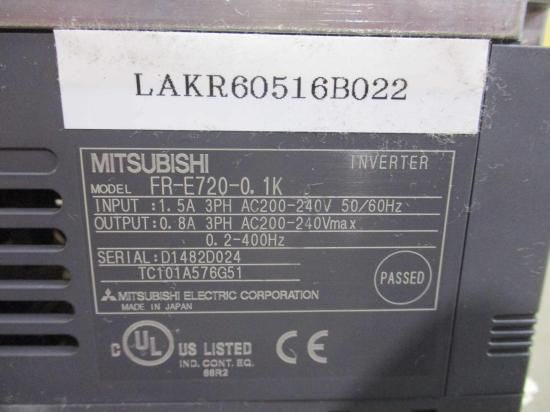 LAKR60516B022
MITSUBISHI INVERTER
MODEL FR-E720-0.1K
INPUT :1.5A 3PH AC200-240V 50/60Hz
OUTPUT:0.8A 3PH AC200-240Vmax
0.2-400Hz
SERIAL:D1482D024
TC101A576G51
PASSED
MITSUBISHI ELECTRIC CORPORATION
MADE IN JAPAN
C UL US LISTED CE
IND. CONT. EQ.
66R2